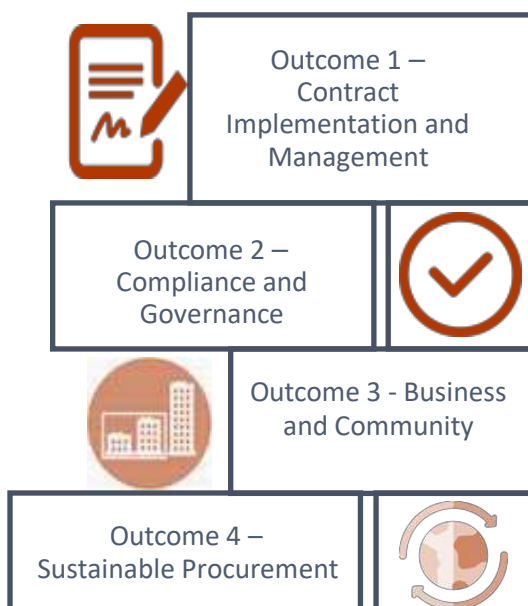 Outcome 1 –
Contract
Implementation and
Management
Outcome 2 –
Compliance and
Governance
Outcome 3 - Business
and Community
Outcome 4 –
Sustainable Procurement